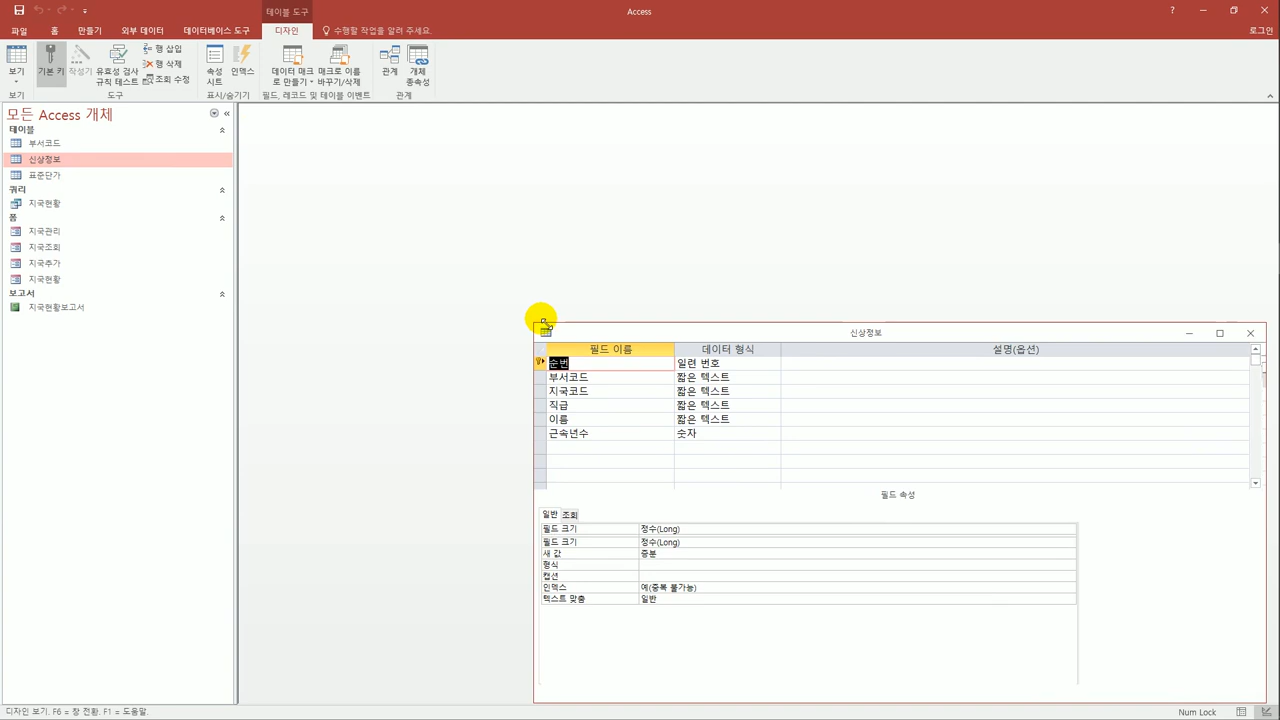 테이블 도구
Access
?
로그인
파일
홈
만들기
외부 데이터
데이터베이스 도구
디자인
수행할 작업을 알려 주세요.
보기
기본 키
작성기
유효성 검사
규칙 테스트
행 삽입
행 삭제
조회 수정
속성
시트
인덱스
데이터 매크
로 만들기
매크로 이름
바꾸기/삭제
관계
개체
종속성
보기
도구
표시/숨기기
필드, 레코드 및 테이블 이벤트
관계
모든 Access 개체
테이블
부서코드
신상정보
표준단가
쿼리
지국현황
폼
지국관리
지국조회
지국추가
지국현황
보고서
지국현황보고서
신상정보
필드 이름 데이터 형식 설명(옵션)
순번 일련 번호
부서코드 짧은 텍스트
지국코드 짧은 텍스트
직급 짧은 텍스트
이름 짧은 텍스트
근속년수 숫자
필드 속성
일반 조회
필드 크기 정수(Long)
필드 크기 정수(Long)
새 값 증분
형식
캡션
인덱스 예(중복 불가능)
텍스트 맞춤 일반
디자인 보기. F6 = 창 전환. F1 = 도움말.
Num Lock